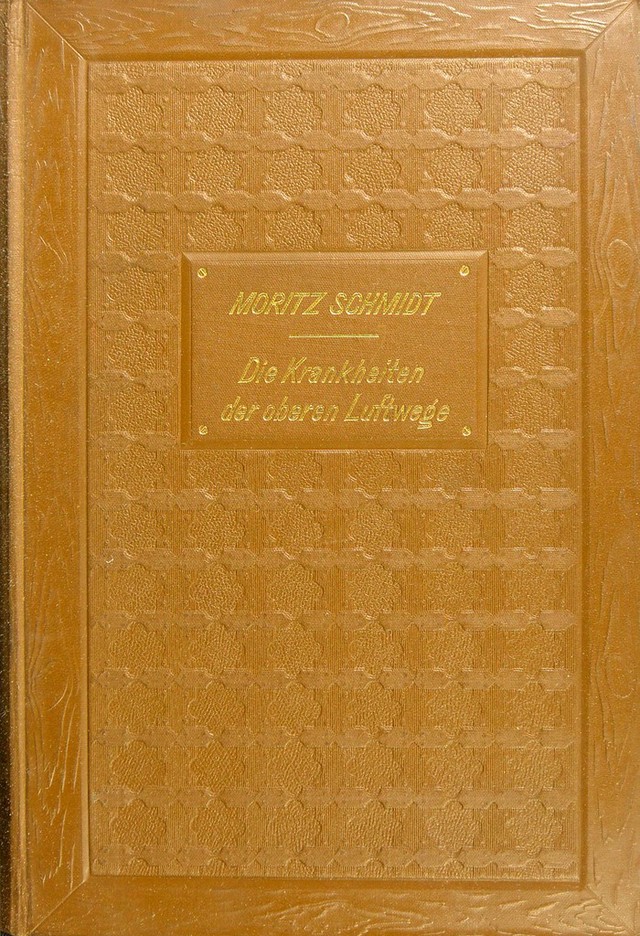 MORITZ SCHMIDT
Die Krankheiten
der oberen Luftwege